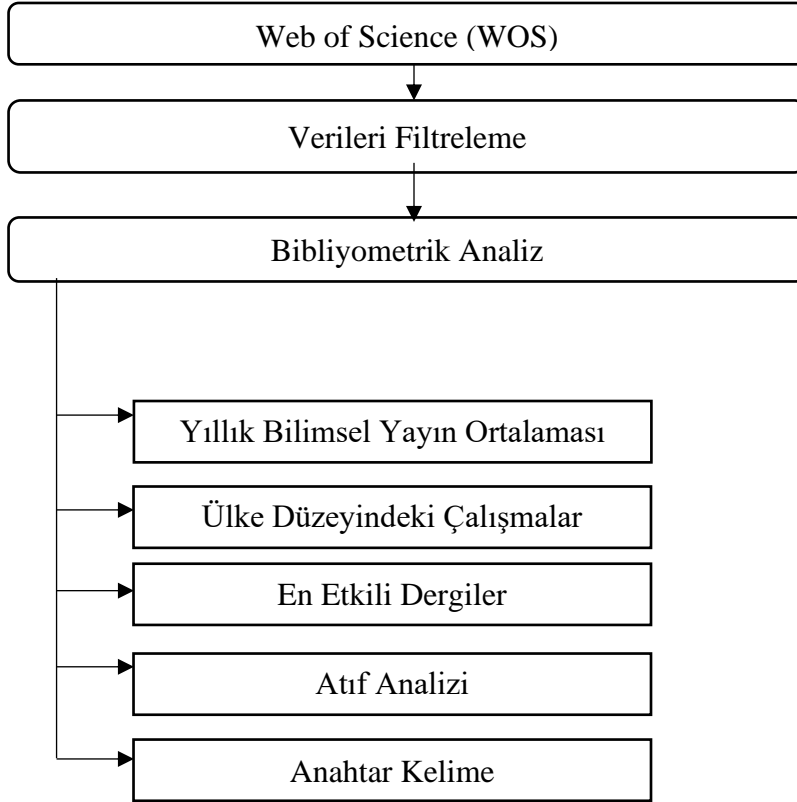 Web of Science (WOS)
Verileri Filtreleme
Bibliyometrik Analiz
Yıllık Bilimsel Yayın Ortalaması
Ülke Düzeyindeki Çalışmalar
En Etkili Dergiler
Atıf Analizi
Anahtar Kelime